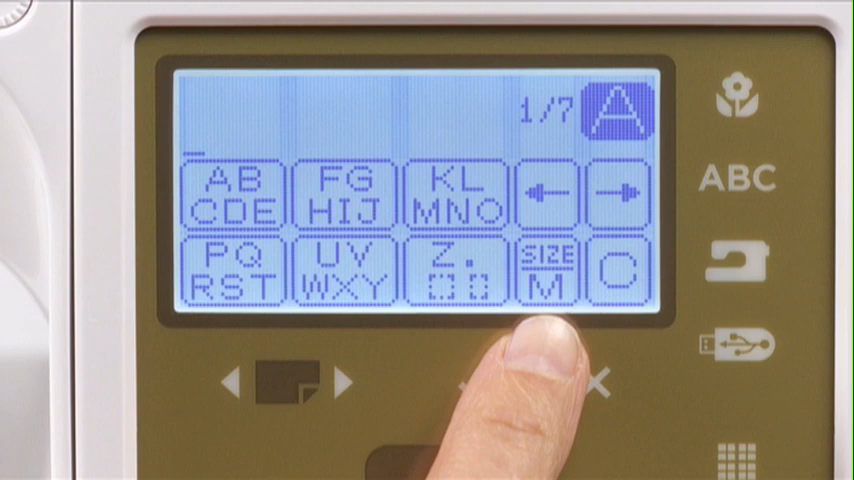 1/7 A
AB FG KL
CDE HIJ MNO
PQ UV Z. SIZE
RST WXY M C
ABC